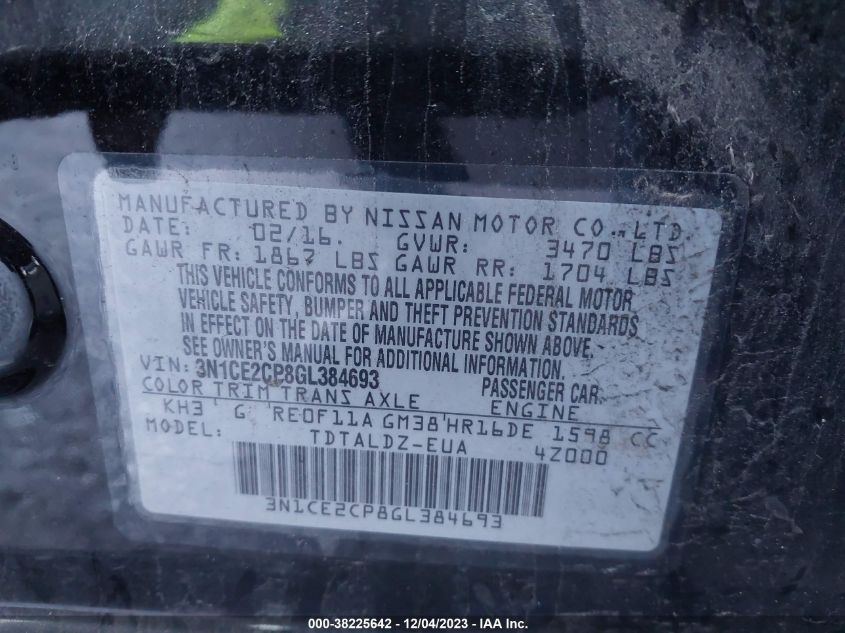 MANUFACTURED BY NISSAN MOTOR CO.,LTD.
DATE: 02/16. GVWR: 3470 LBS
GAWR FR: 1867 LBS GAWR RR: 1704 LBS
THIS VEHICLE CONFORMS TO ALL APPLICABLE FEDERAL MOTOR
VEHICLE SAFETY, BUMPER AND THEFT PREVENTION STANDARDS
IN EFFECT ON THE DATE OF MANUFACTURE SHOWN ABOVE.
SEE OWNER'S MANUAL FOR ADDITIONAL INFORMATION.
VIN: 3N1CE2CP8GL384693 PASSENGER CAR
COLOR TRIM TRANS AXLE ENGINE
KH3 G RE0F11A GM38 HR16DE 1598 CC
MODEL: TDTALDZ-EUA 4Z000
3N1CE2CP8GL384693
000-38225642 - 12/04/2023 - IAA Inc.